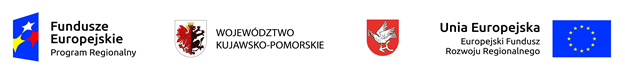 Fundusze
Europejskie
Program Regionalny
WOJEWÓDZTWO
KUJAWSKO-POMORSKIE
Unia Europejska
Europejski Fundusz
Rozwoju Regionalnego